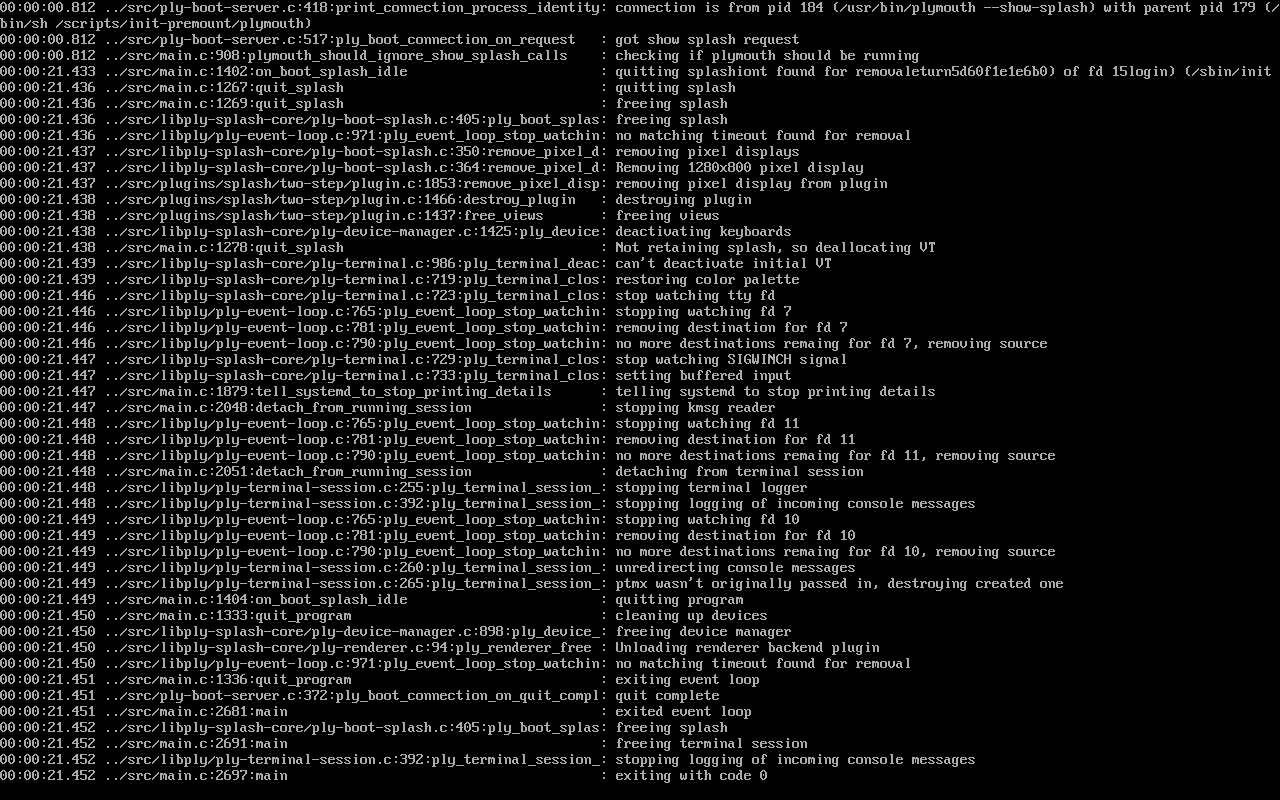 00:00:00.812 ../src/ply-boot-server.c:418:print_connection_process_identity: connection is from pid 184 (/usr/bin/plymouth --show-splash) with parent pid 179 (/
bin/sh /scripts/init-premount/plymouth)
00:00:00.812 ../src/ply-boot-server.c:517:ply_boot_connection_on_request   : got show splash request
00:00:00.812 ../src/main.c:908:plymouth_should_ignore_show_splash_calls    : checking if plymouth should be running
00:00:21.433 ../src/main.c:1402:on_boot_splash_idle                        : quitting splashiont found for removaleturn5d60f1e1e6b0) of fd 15login) (/sbin/init
00:00:21.436 ../src/main.c:1267:quit_splash                                : quitting splash
00:00:21.436 ../src/main.c:1269:quit_splash                                : freeing splash
00:00:21.436 ../src/libply-splash-core/ply-boot-splash.c:405:ply_boot_splas: freeing splash
00:00:21.436 ../src/libply/ply-event-loop.c:971:ply_event_loop_stop_watchin: no matching timeout found for removal
00:00:21.437 ../src/libply-splash-core/ply-boot-splash.c:350:remove_pixel_d: removing pixel displays
00:00:21.437 ../src/libply-splash-core/ply-boot-splash.c:364:remove_pixel_d: Removing 1280x800 pixel display
00:00:21.437 ../src/plugins/splash/two-step/plugin.c:1853:remove_pixel_disp: removing pixel display from plugin
00:00:21.438 ../src/plugins/splash/two-step/plugin.c:1466:destroy_plugin   : destroying plugin
00:00:21.438 ../src/plugins/splash/two-step/plugin.c:1437:free_views       : freeing views
00:00:21.438 ../src/libply-splash-core/ply-device-manager.c:1425:ply_device: deactivating keyboards
00:00:21.438 ../src/main.c:1278:quit_splash                                : Not retaining splash, so deallocating VT
00:00:21.439 ../src/libply-splash-core/ply-terminal.c:986:ply_terminal_deac: can't deactivate initial VT
00:00:21.439 ../src/libply-splash-core/ply-terminal.c:719:ply_terminal_clos: restoring color palette
00:00:21.446 ../src/libply-splash-core/ply-terminal.c:723:ply_terminal_clos: stop watching tty fd
00:00:21.446 ../src/libply/ply-event-loop.c:765:ply_event_loop_stop_watchin: stopping watching fd 7
00:00:21.446 ../src/libply/ply-event-loop.c:781:ply_event_loop_stop_watchin: removing destination for fd 7
00:00:21.446 ../src/libply/ply-event-loop.c:790:ply_event_loop_stop_watchin: no more destinations remaing for fd 7, removing source
00:00:21.447 ../src/libply-splash-core/ply-terminal.c:729:ply_terminal_clos: stop watching SIGWINCH signal
00:00:21.447 ../src/libply-splash-core/ply-terminal.c:733:ply_terminal_clos: setting buffered input
00:00:21.447 ../src/main.c:1879:tell_systemd_to_stop_printing_details      : telling systemd to stop printing details
00:00:21.447 ../src/main.c:2048:detach_from_running_session                : stopping kmsg reader
00:00:21.448 ../src/libply/ply-event-loop.c:765:ply_event_loop_stop_watchin: stopping watching fd 11
00:00:21.448 ../src/libply/ply-event-loop.c:781:ply_event_loop_stop_watchin: removing destination for fd 11
00:00:21.448 ../src/libply/ply-event-loop.c:790:ply_event_loop_stop_watchin: no more destinations remaing for fd 11, removing source
00:00:21.448 ../src/main.c:2051:detach_from_running_session                : detaching from terminal session
00:00:21.448 ../src/libply/ply-terminal-session.c:255:ply_terminal_session_: stopping terminal logger
00:00:21.448 ../src/libply/ply-terminal-session.c:392:ply_terminal_session_: stopping logging of incoming console messages
00:00:21.449 ../src/libply/ply-event-loop.c:765:ply_event_loop_stop_watchin: stopping watching fd 10
00:00:21.449 ../src/libply/ply-event-loop.c:781:ply_event_loop_stop_watchin: removing destination for fd 10
00:00:21.449 ../src/libply/ply-event-loop.c:790:ply_event_loop_stop_watchin: no more destinations remaing for fd 10, removing source
00:00:21.449 ../src/libply/ply-terminal-session.c:260:ply_terminal_session_: unredirecting console messages
00:00:21.449 ../src/libply/ply-terminal-session.c:265:ply_terminal_session_: ptmx wasn't originally passed in, destroying created one
00:00:21.449 ../src/main.c:1404:on_boot_splash_idle                        : quitting program
00:00:21.450 ../src/main.c:1333:quit_program                               : cleaning up devices
00:00:21.450 ../src/libply-splash-core/ply-device-manager.c:898:ply_device_: freeing device manager
00:00:21.450 ../src/libply-splash-core/ply-renderer.c:94:ply_renderer_free : Unloading renderer backend plugin
00:00:21.450 ../src/libply/ply-event-loop.c:971:ply_event_loop_stop_watchin: no matching timeout found for removal
00:00:21.451 ../src/main.c:1336:quit_program                               : exiting event loop
00:00:21.451 ../src/ply-boot-server.c:372:ply_boot_connection_on_quit_compl: quit complete
00:00:21.451 ../src/main.c:2681:main                                       : exited event loop
00:00:21.452 ../src/libply-splash-core/ply-boot-splash.c:405:ply_boot_splas: freeing splash
00:00:21.452 ../src/main.c:2691:main                                       : freeing terminal session
00:00:21.452 ../src/libply/ply-terminal-session.c:392:ply_terminal_session_: stopping logging of incoming console messages
00:00:21.452 ../src/main.c:2697:main                                       : exiting with code 0